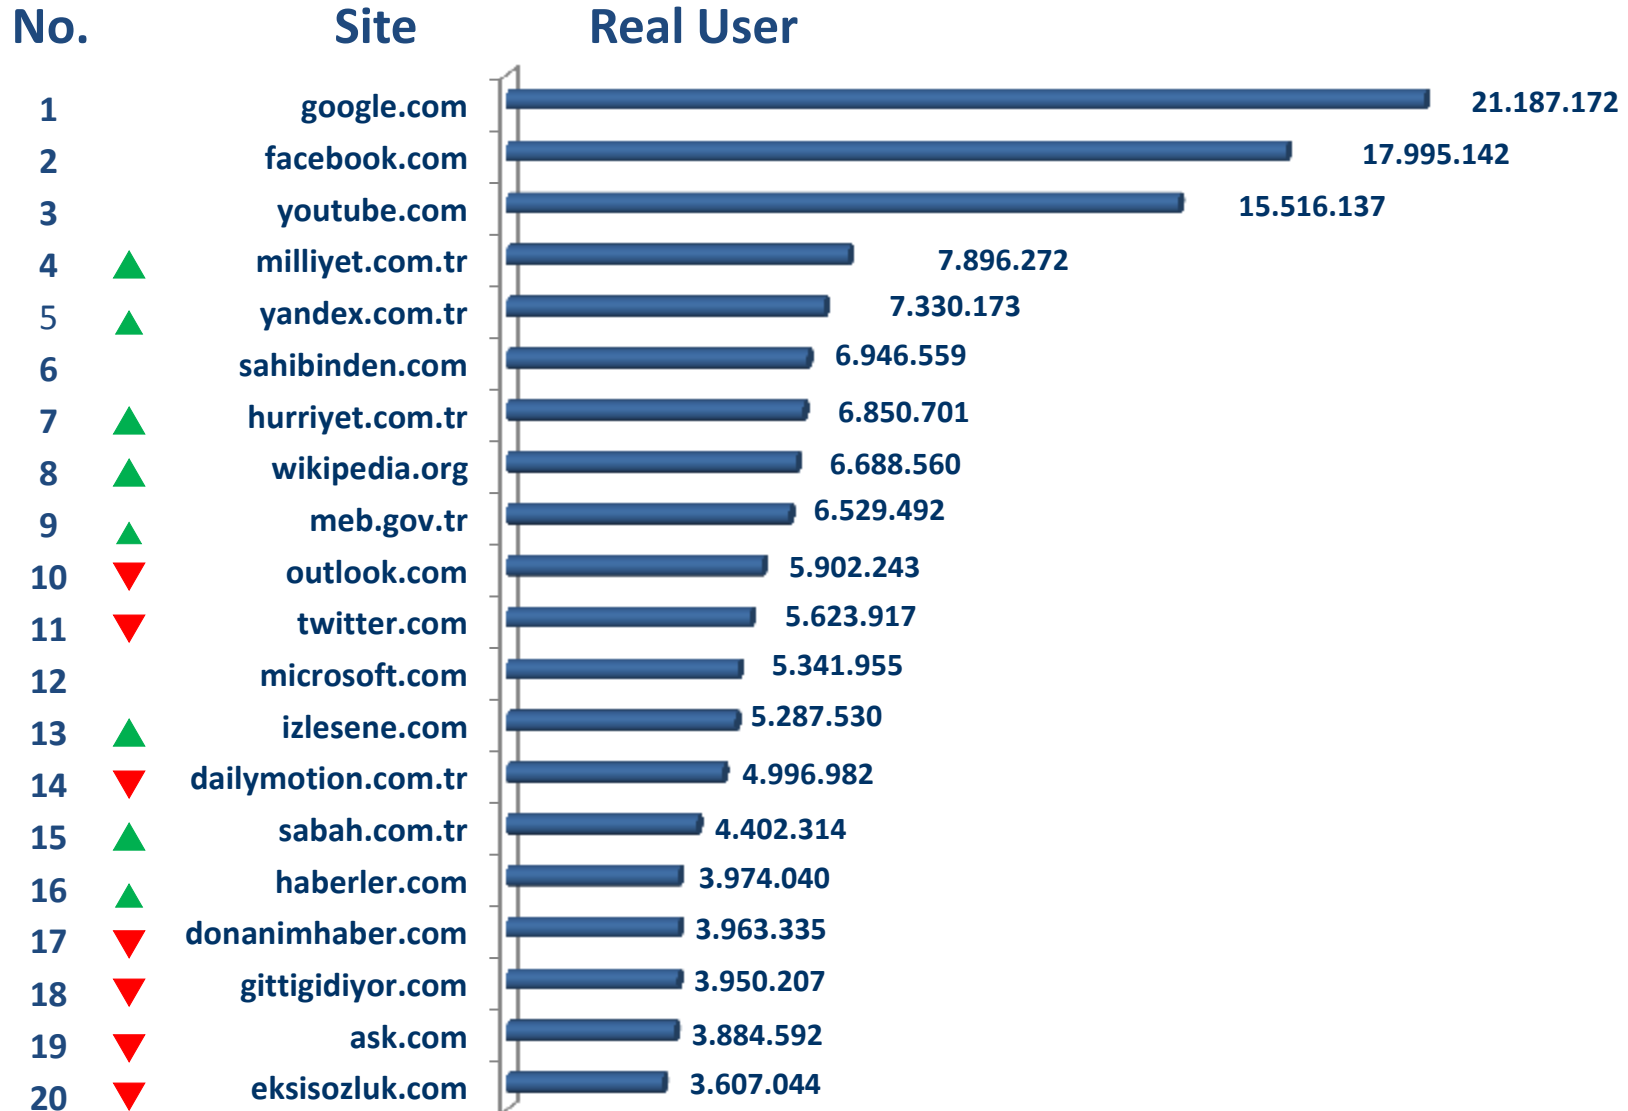 No. Site Real User
1 google.com 21.187.172
2 facebook.com 17.995.142
3 youtube.com 15.516.137
4 milliyet.com.tr 7.896.272
5 yandex.com.tr 7.330.173
6 sahibinden.com 6.946.559
7 hurriyet.com.tr 6.850.701
8 wikipedia.org 6.688.560
9 meb.gov.tr 6.529.492
10 outlook.com 5.902.243
11 twitter.com 5.623.917
12 microsoft.com 5.341.955
13 izlesene.com 5.287.530
14 dailymotion.com.tr 4.996.982
15 sabah.com.tr 4.402.314
16 haberler.com 3.974.040
17 donanimhaber.com 3.963.335
18 gittigidiyor.com 3.950.207
19 ask.com 3.884.592
20 eksisozluk.com 3.607.044